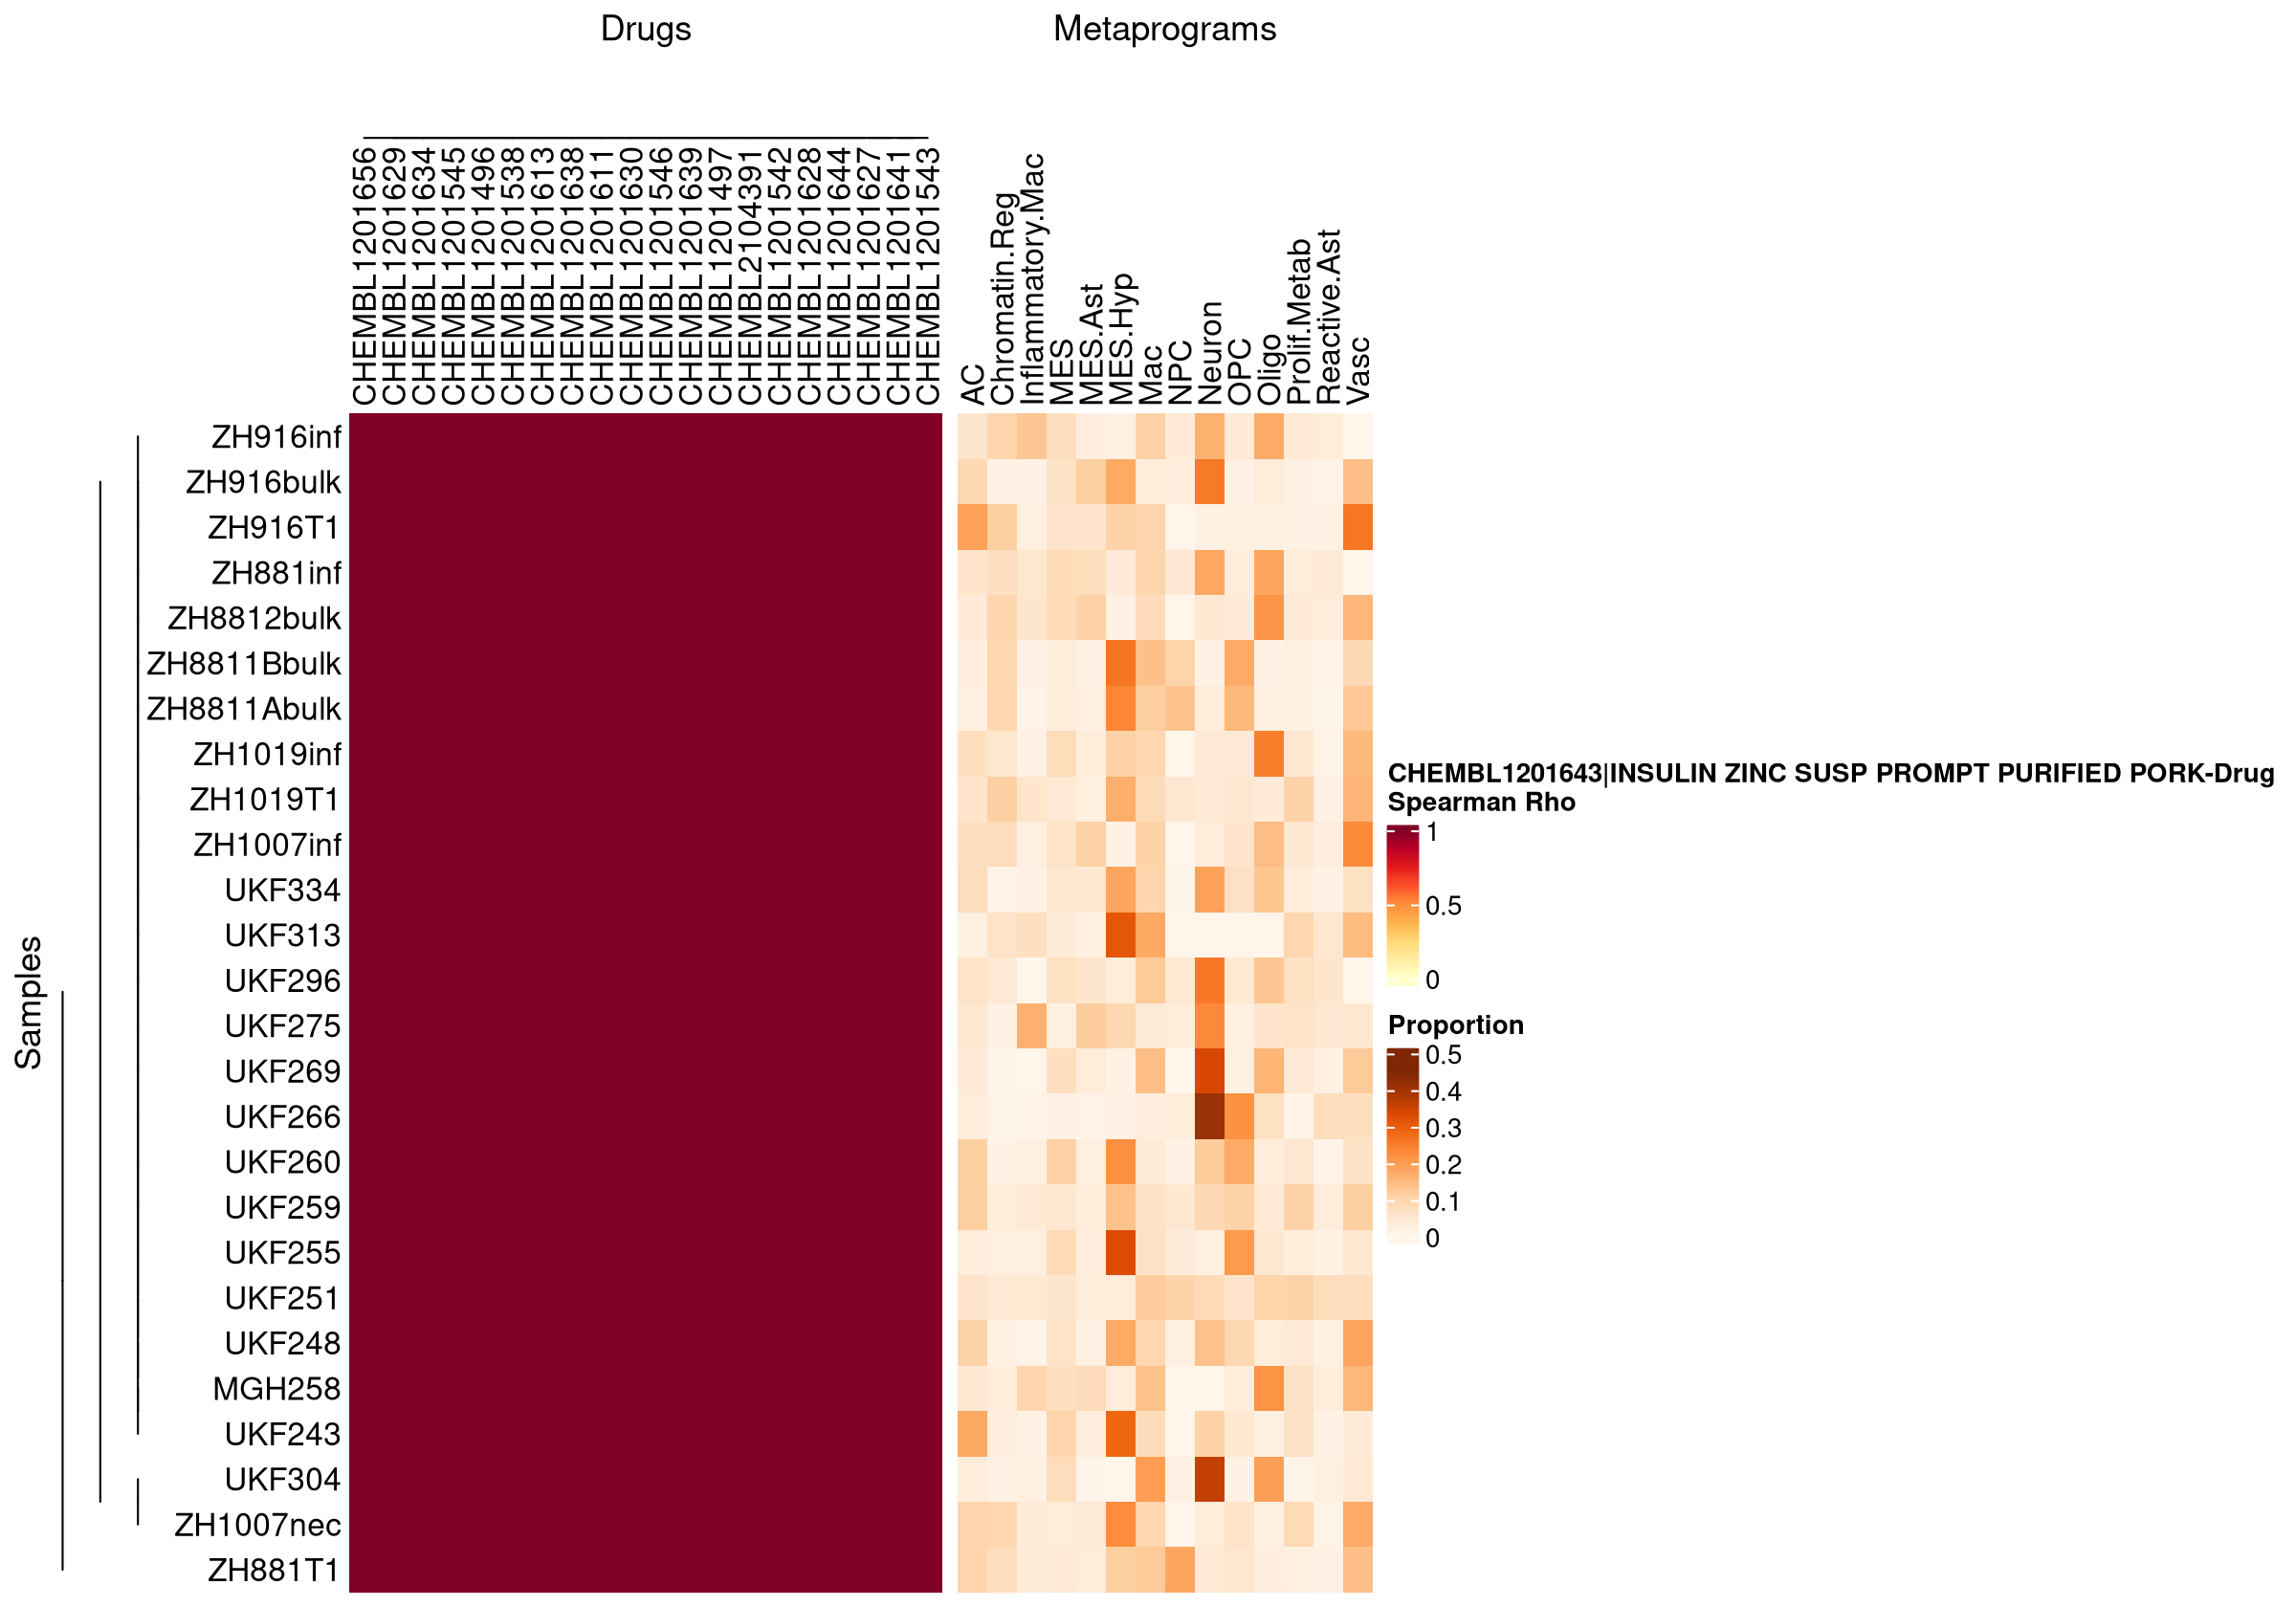 Drugs
Metaprograms
CHEMBL1201656
CHEMBL1201629
CHEMBL1201634
CHEMBL1201545
CHEMBL1201496
CHEMBL1201538
CHEMBL1201613
CHEMBL1201638
CHEMBL1201611
CHEMBL1201630
CHEMBL1201546
CHEMBL1201639
CHEMBL1201497
CHEMBL2104391
CHEMBL1201542
CHEMBL1201628
CHEMBL1201644
CHEMBL1201627
CHEMBL1201641
CHEMBL1201543
AC
Chromatin.Reg
Inflammatory.Mac
MES
MES.Ast
MES.Hyp
Mac
NPC
Neuron
OPC
Oligo
Prolif.Metab
Reactive.Ast
Vasc
Samples
ZH916inf
ZH916bulk
ZH916T1
ZH881inf
ZH8812bulk
ZH8811Bbulk
ZH8811Abulk
ZH1019inf
ZH1019T1
ZH1007inf
UKF334
UKF313
UKF296
UKF275
UKF269
UKF266
UKF260
UKF259
UKF255
UKF251
UKF248
MGH258
UKF243
UKF304
ZH1007nec
ZH881T1
CHEMBL1201643|INSULIN ZINC SUSP PROMPT PURIFIED PORK-Drug
Spearman Rho
1
0.5
0
Proportion
0.5
0.4
0.3
0.2
0.1
0